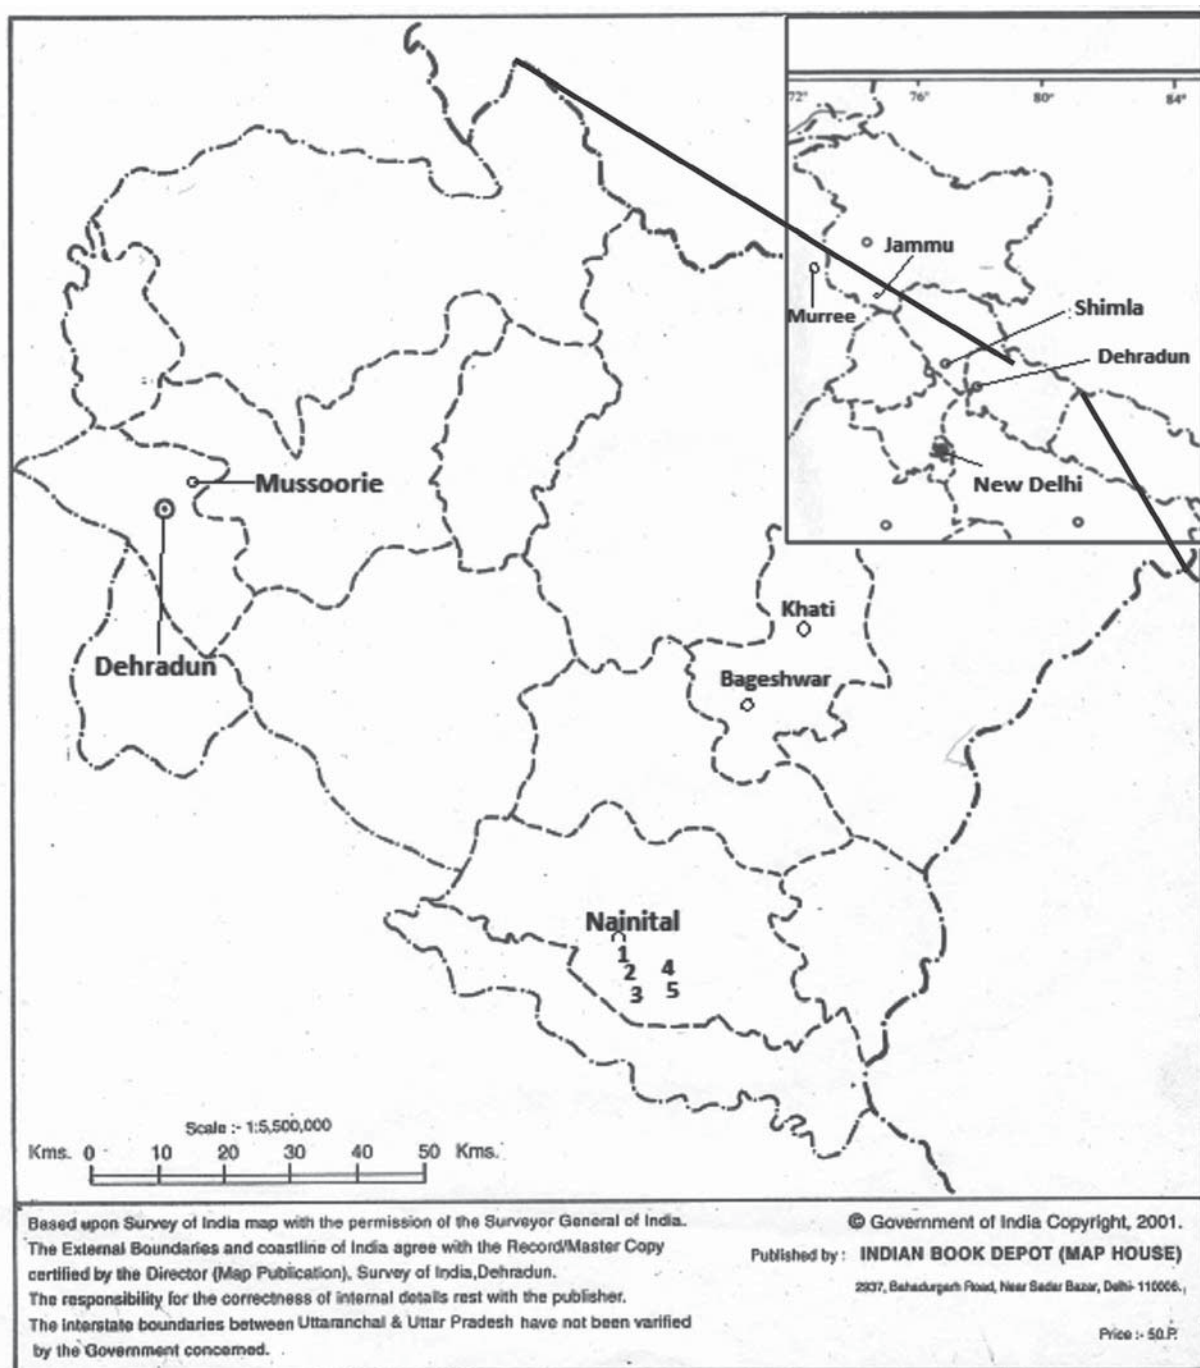 72° 76° 80° 84°
Jammu
Murree
Shimla
Dehradun
New Delhi
Mussoorie
Dehradun
Khati
Bageshwar
Nainital
1
2 4
3 5
Scale :- 1:5,500,000
Kms. 0 10 20 30 40 50 Kms.
Based upon Survey of India map with the permission of the Surveyor General of India.
The External Boundaries and coastline of India agree with the Record/Master Copy
certified by the Director (Map Publication), Survey of India,Dehradun.
The responsibility for the correctness of internal details rest with the publisher.
The interstate boundaries between Uttaranchal & Uttar Pradesh have not been varified
by the Government concerned.
© Government of India Copyright, 2001.
Published by : INDIAN BOOK DEPOT (MAP HOUSE)
2937, Bahadurgarh Road, Near Sadar Bazar, Delhi- 110006.
Price :- 50.P.